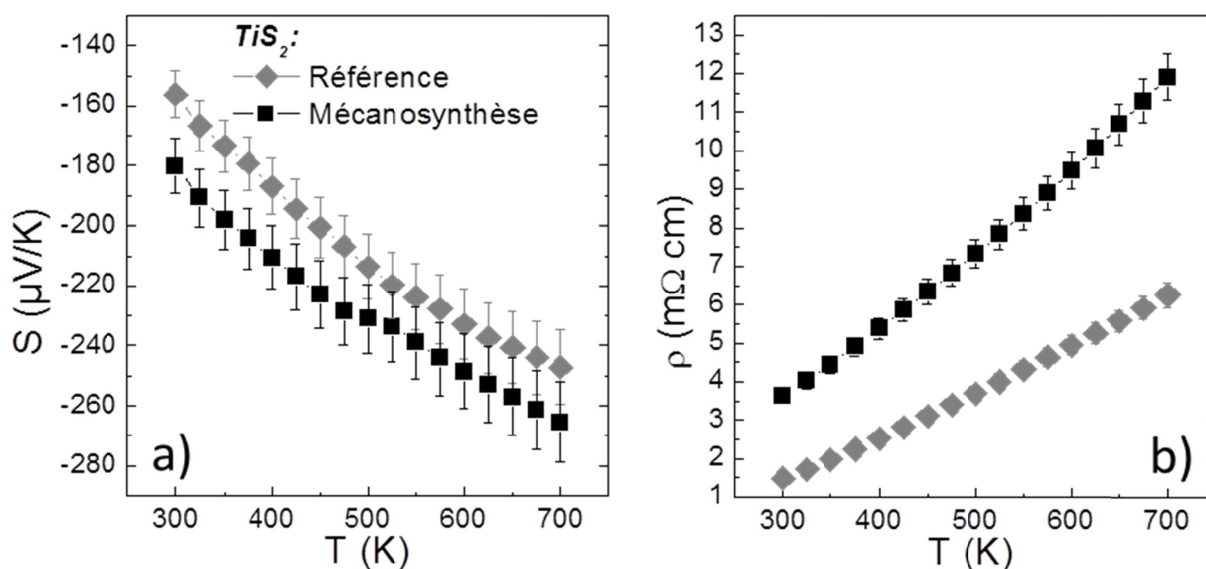 -140
-160
-180
-200
-220
-240
-260
-280
S (µV/K)
TiS₂:
Référence
Mécanosynthèse
a)
300 400 500 600 700
T (K)
13
12
11
10
9
8
7
6
5
4
3
2
1
ρ (mΩ cm)
b)
300 400 500 600 700
T (K)